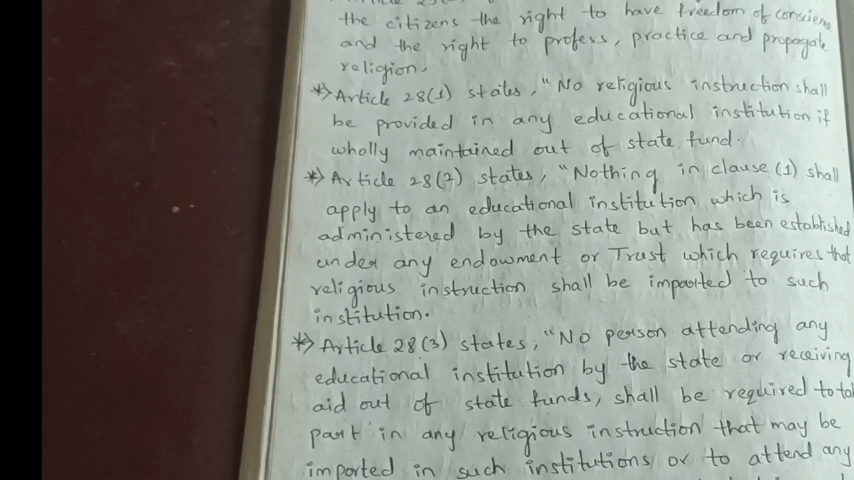 the citizens the right to have freedom of conscience
and the right to profess, practice and propagate
religion.
*) Article 28(1) states, "No religious instruction shall
be provided in any educational institution if
wholly maintained out of state fund.
*) Article 28(2) states, "Nothing in clause (1) shall
apply to an educational institution which is
administered by the state but has been established
under any endowment or Trust which requires that
religious instruction shall be imparted to such
institution.
*) Article 28(3) states, "No person attending any
educational institution by the state or receiving
aid out of state funds, shall be required to
part in any religious instruction that may be
imported in such institutions or to attend any